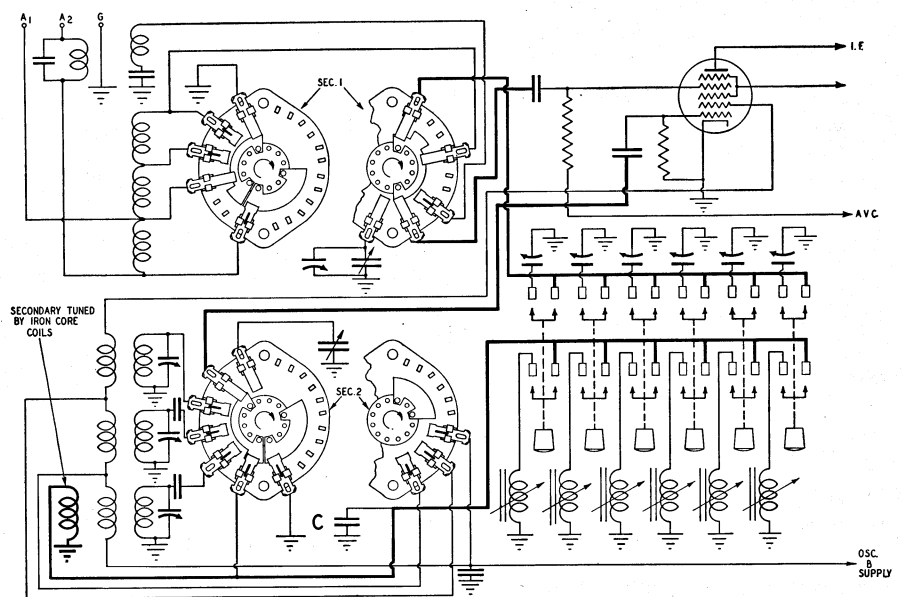 A1 A2 G
I.F.
SEC. 1
A.V.C.
SECONDARY TUNED
BY IRON CORE
COILS
SEC. 2
C
OSC.
B
SUPPLY